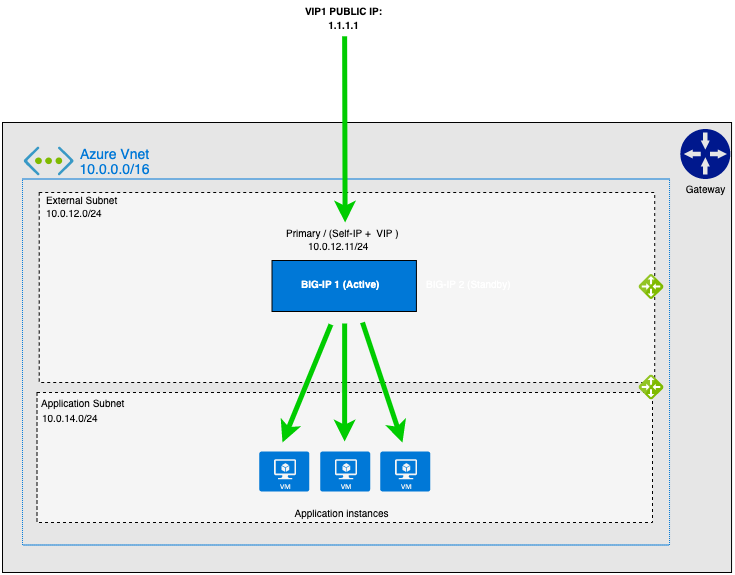 VIP1 PUBLIC IP:
1.1.1.1
Azure Vnet
10.0.0.0/16
Gateway
External Subnet
10.0.12.0/24
Primary / (Self-IP + VIP )
10.0.12.11/24
BIG-IP 1 (Active)
BIG-IP 2 (Standby)
Application Subnet
10.0.14.0/24
VM
VM
VM
Application instances